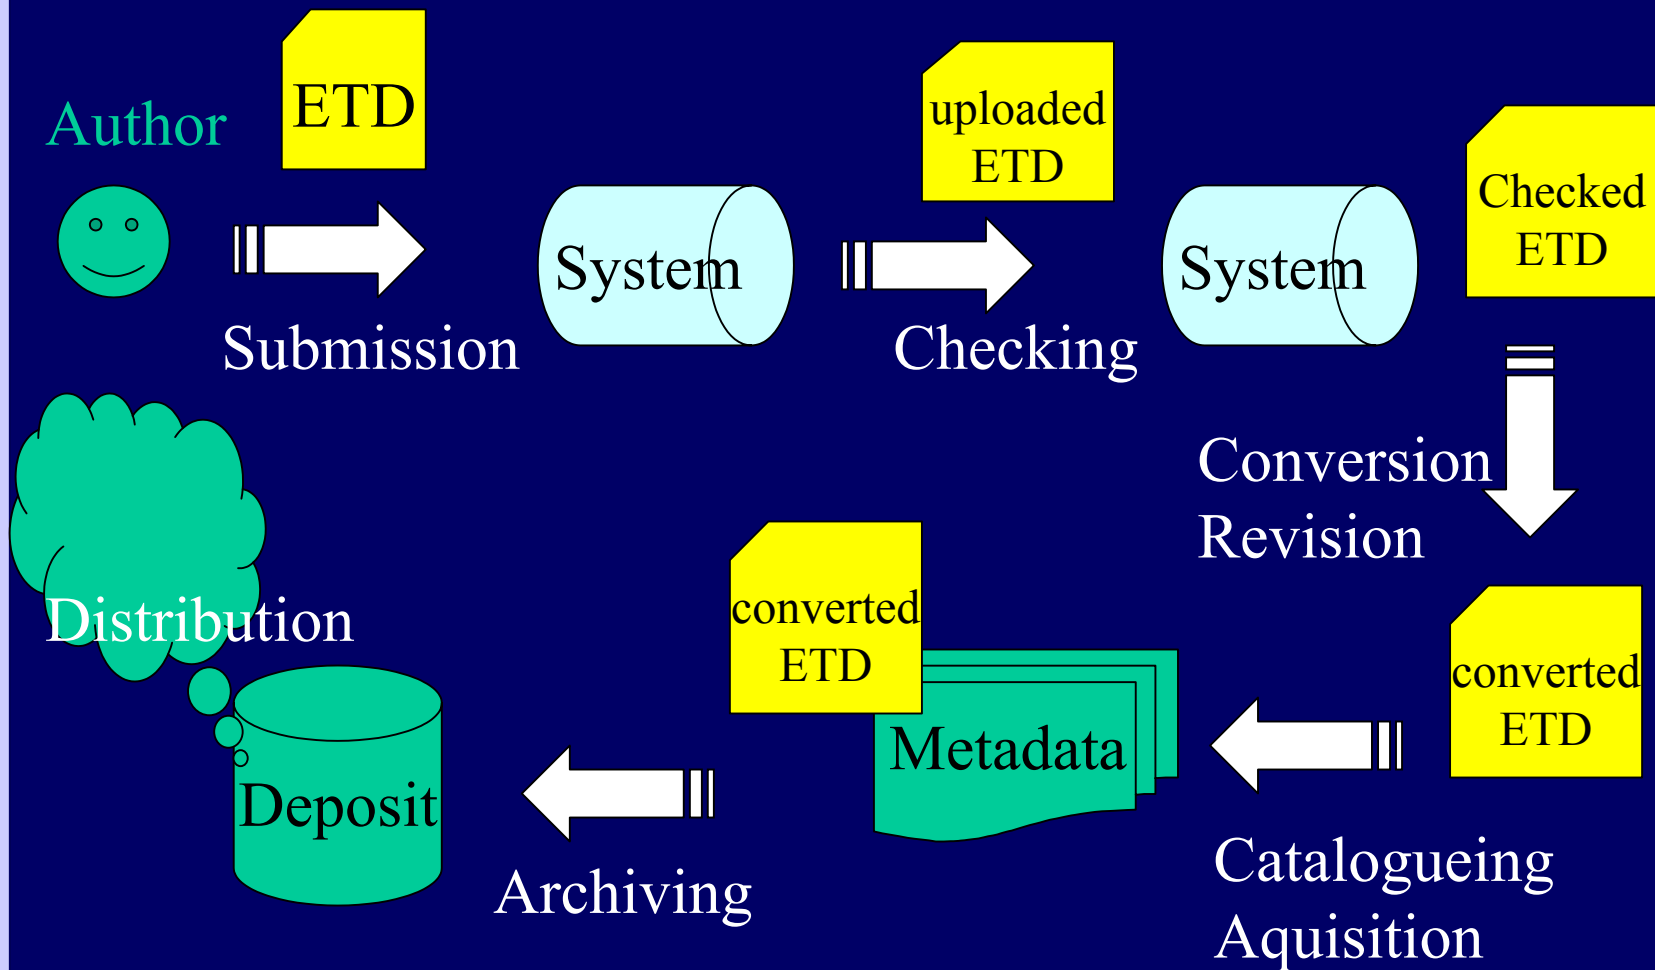 Author
ETD
Submission
System
uploaded
ETD
Checking
System
Checked
ETD
Conversion
Revision
converted
ETD
Catalogueing
Aquisition
converted
ETD
Metadata
Archiving
Deposit
Distribution